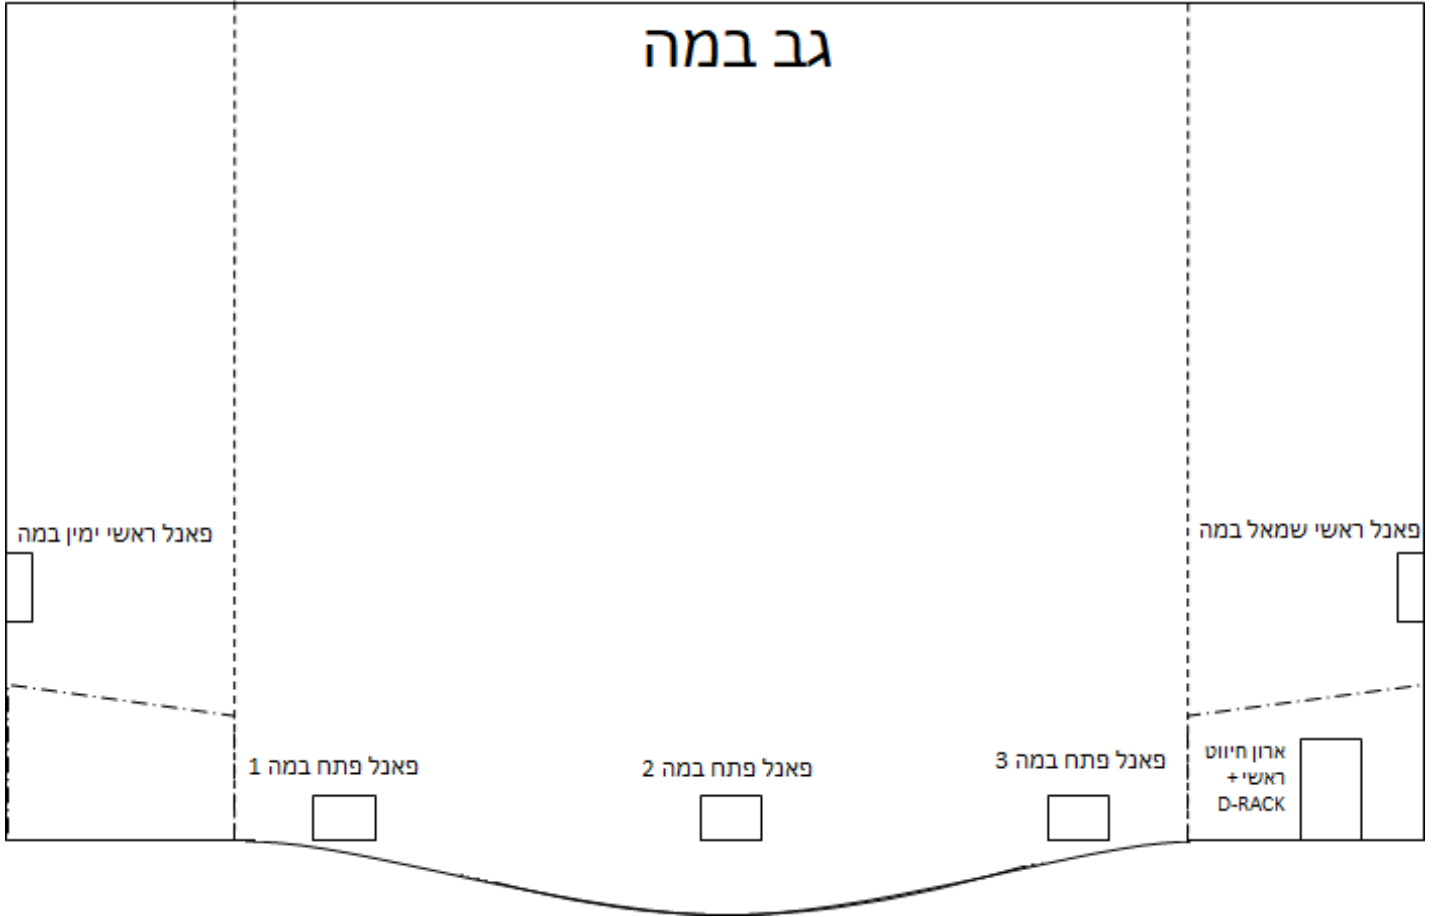 גב במה
פאנל ראשי שמאל במה
פאנל ראשי ימין במה
פאנל פתח במה 3
פאנל פתח במה 2
פאנל פתח במה 1
ארון חיווט
ראשי +
D-RACK